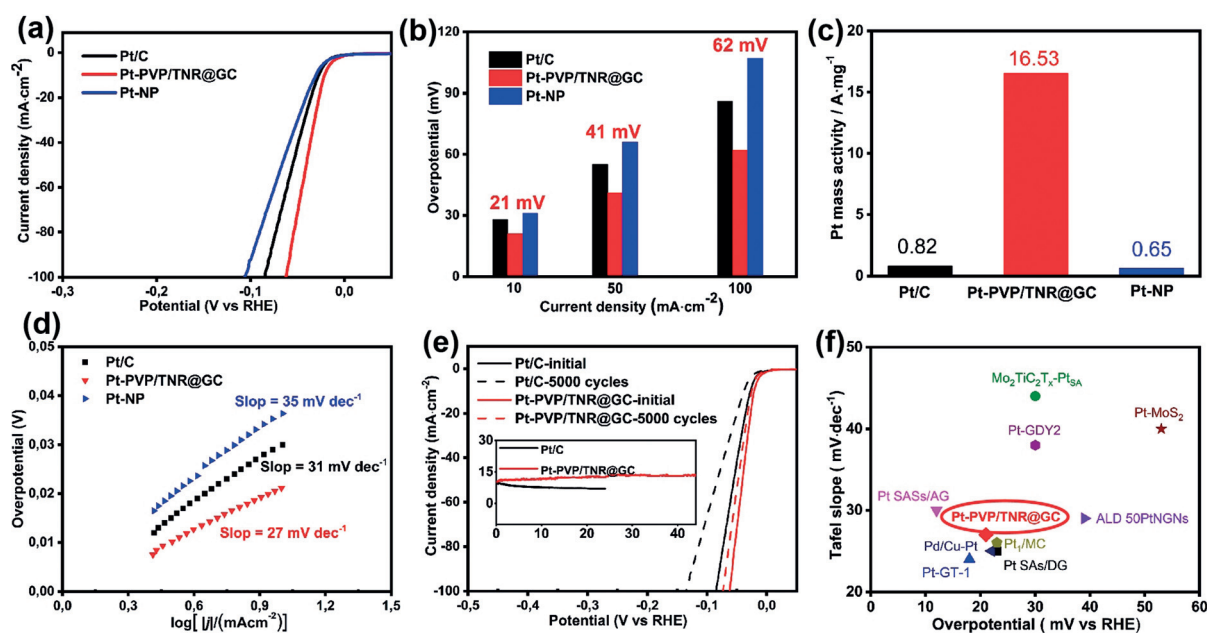 (a)
Pt/C
Pt-PVP/TNR@GC
Pt-NP
Current density (mA·cm⁻²)
0
-20
-40
-60
-80
-100
-0,3
-0,2
-0,1
0,0
Potential (V vs RHE)
(b)
Pt/C
Pt-PVP/TNR@GC
Pt-NP
21 mV
41 mV
62 mV
Overpotential (mV)
120
90
60
30
0
10
50
100
Current density (mA·cm⁻²)
(c)
Pt mass activity / A·mg⁻¹
20
15
10
5
0
0.82
16.53
0.65
Pt/C
Pt-PVP/TNR@GC
Pt-NP
(d)
Pt/C
Pt-PVP/TNR@GC
Pt-NP
Slop = 35 mV dec⁻¹
Slop = 31 mV dec⁻¹
Slop = 27 mV dec⁻¹
Overpotential (V)
0,05
0,04
0,03
0,02
0,01
0,00
0,0
0,3
0,6
0,9
1,2
1,5
log[ |j|/(mAcm⁻²)]
(e)
Pt/C-initial
Pt/C-5000 cycles
Pt-PVP/TNR@GC-initial
Pt-PVP/TNR@GC-5000 cycles
Current density (mA·cm⁻²)
0
-20
-40
-60
-80
-100
30
15
0
Pt/C
Pt-PVP/TNR@GC
0
10
20
30
40
-0,3
-0,2
-0,1
0,0
Potential (V vs RHE)
(f)
Tafel slope ( mV·dec⁻¹)
50
40
30
20
Mo₂TiC₂Tₓ-Pt_SA
Pt-MoS₂
Pt-GDY2
Pt SASs/AG
Pt-PVP/TNR@GC
ALD 50PtNGNs
Pd/Cu-Pt
Pt₁/MC
Pt-GT-1
Pt SAs/DG
0
10
20
30
40
50
60
Overpotential ( mV vs RHE)